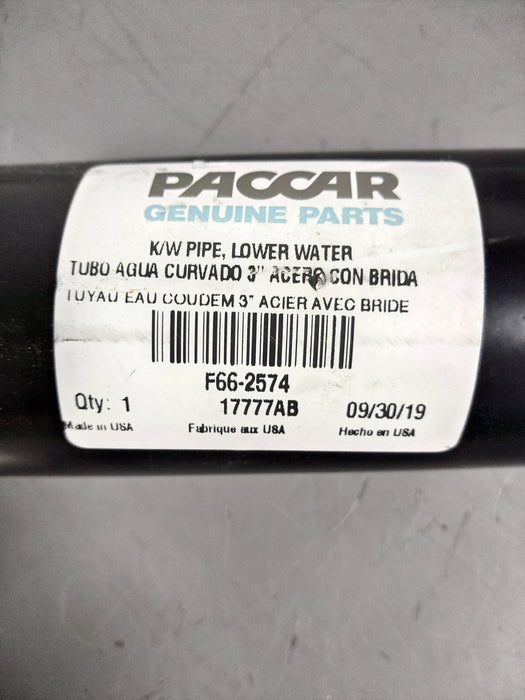 PACCAR
GENUINE PARTS
K/W PIPE, LOWER WATER
TUBO AGUA CURVADO 3" ACERO CON BRIDA
TUYAU EAU COUDEM 3" ACIER AVEC BRIDE
F66-2574
Qty: 1 17777AB 09/30/19
Made in USA Fabrique aux USA Hecho en USA